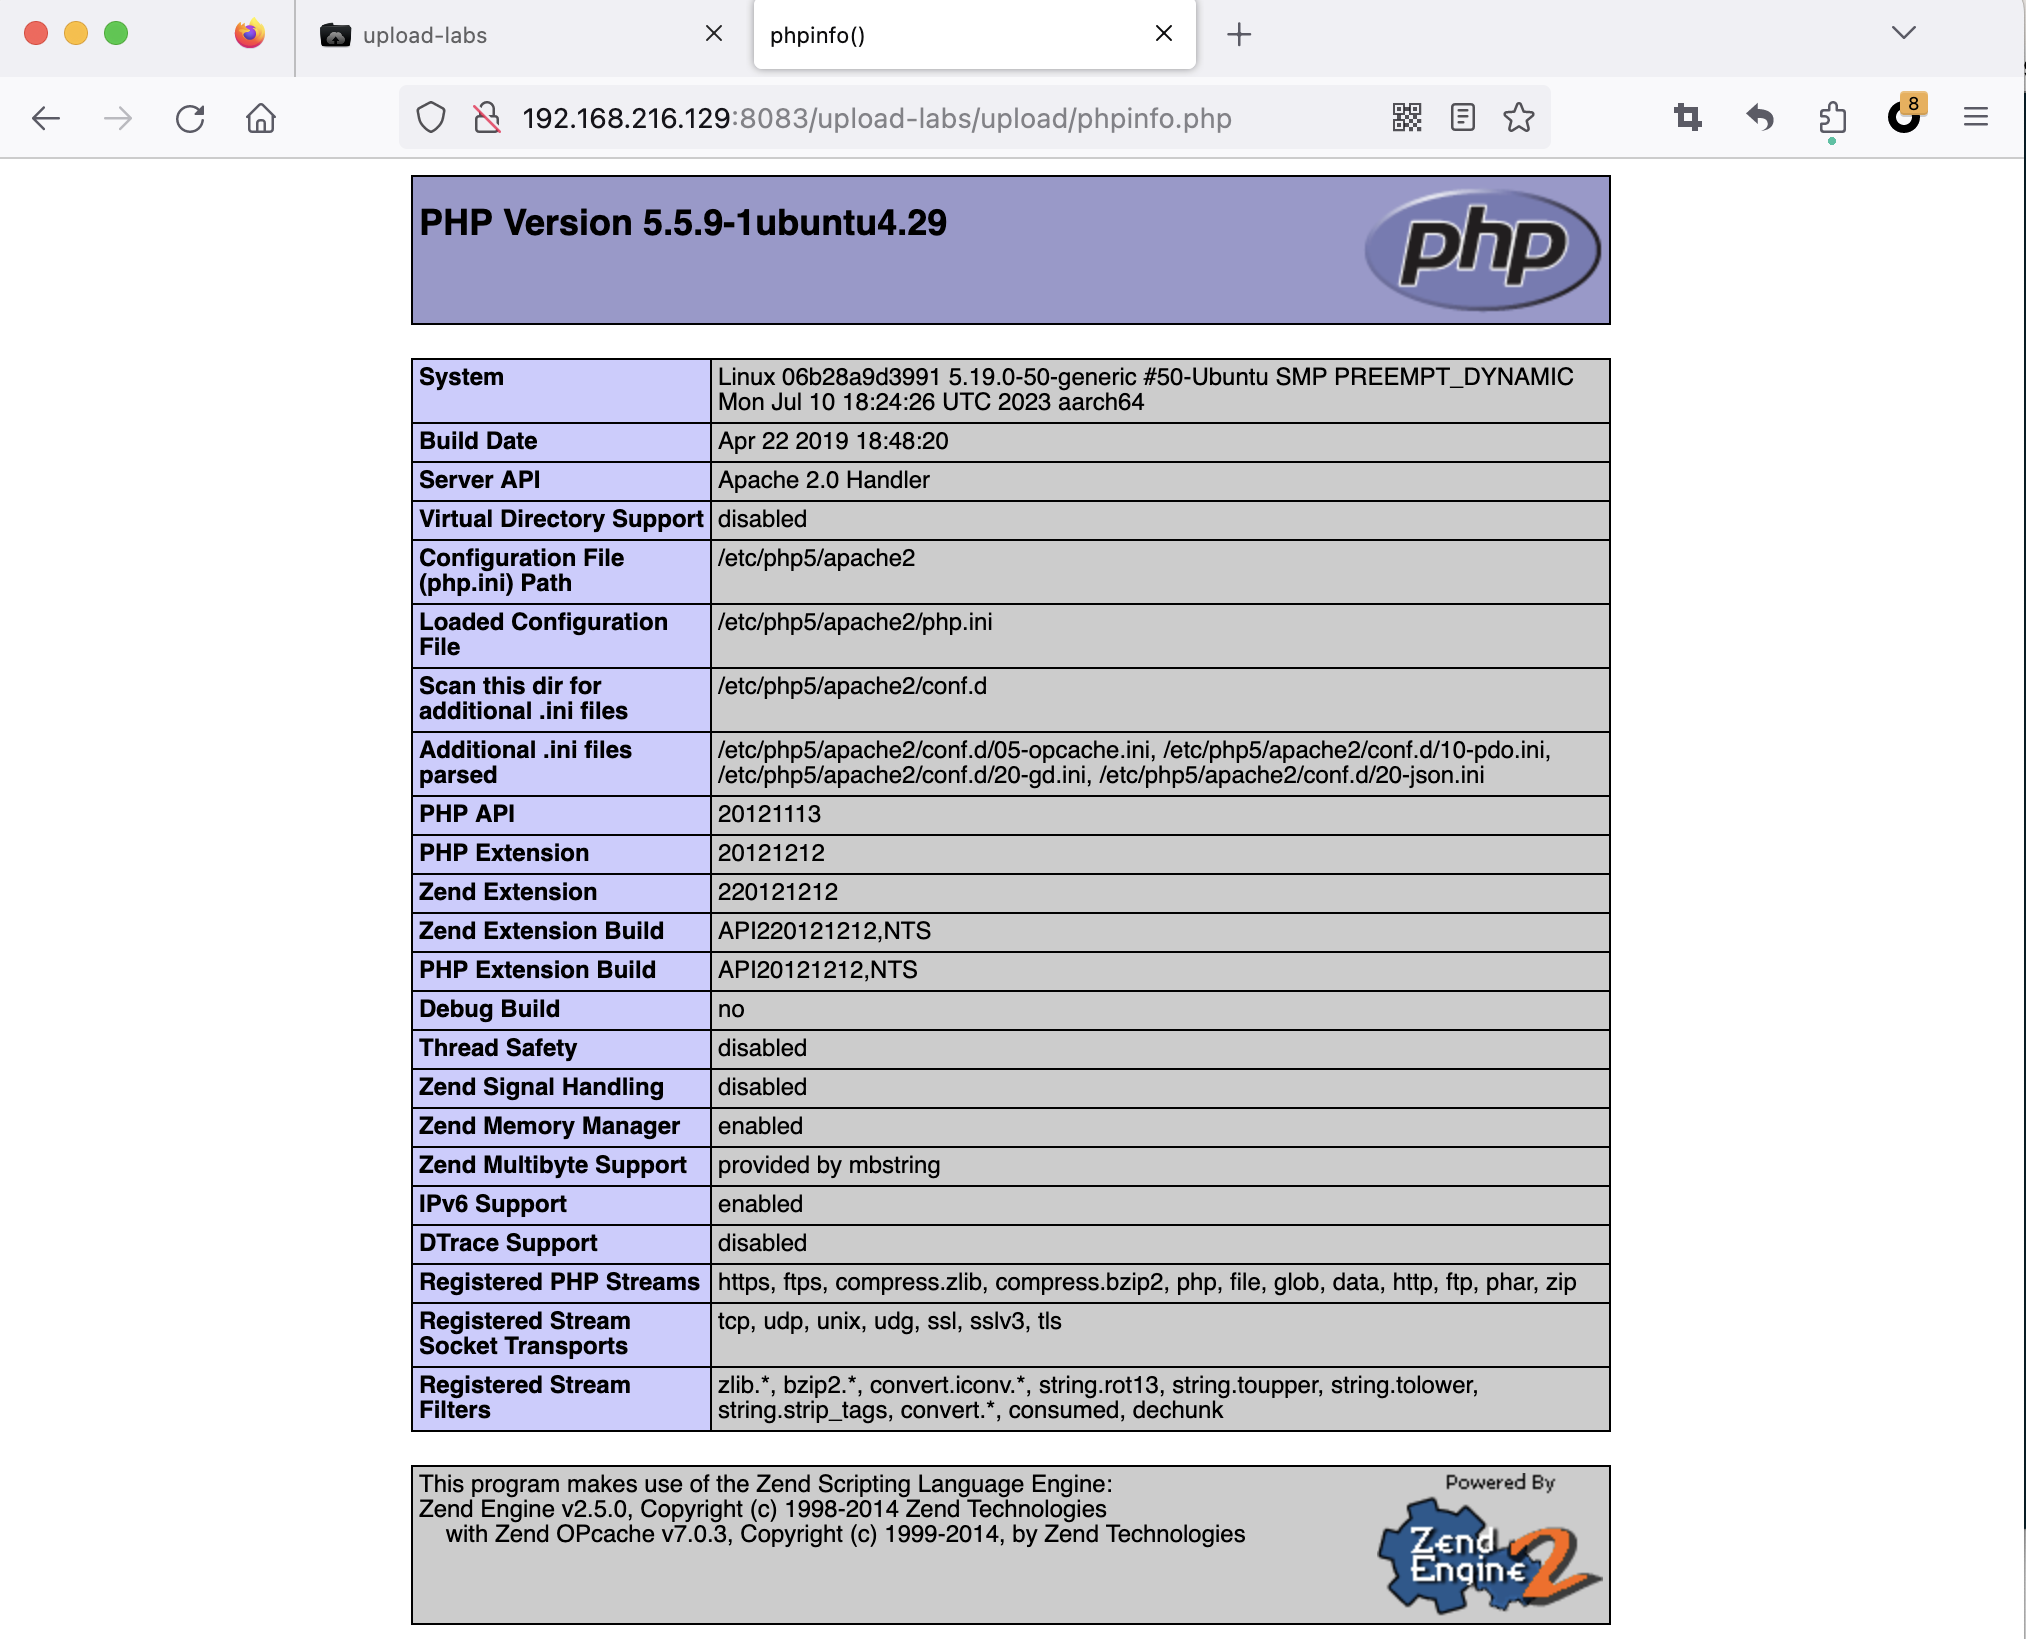 upload-labs
phpinfo()
192.168.216.129:8083/upload-labs/upload/phpinfo.php
8
PHP Version 5.5.9-1ubuntu4.29
php
System
Linux 06b28a9d3991 5.19.0-50-generic #50-Ubuntu SMP PREEMPT_DYNAMIC
Mon Jul 10 18:24:26 UTC 2023 aarch64
Build Date
Apr 22 2019 18:48:20
Server API
Apache 2.0 Handler
Virtual Directory Support
disabled
Configuration File
(php.ini) Path
/etc/php5/apache2
Loaded Configuration
File
/etc/php5/apache2/php.ini
Scan this dir for
additional .ini files
/etc/php5/apache2/conf.d
Additional .ini files
parsed
/etc/php5/apache2/conf.d/05-opcache.ini, /etc/php5/apache2/conf.d/10-pdo.ini,
/etc/php5/apache2/conf.d/20-gd.ini, /etc/php5/apache2/conf.d/20-json.ini
PHP API
20121113
PHP Extension
20121212
Zend Extension
220121212
Zend Extension Build
API220121212,NTS
PHP Extension Build
API20121212,NTS
Debug Build
no
Thread Safety
disabled
Zend Signal Handling
disabled
Zend Memory Manager
enabled
Zend Multibyte Support
provided by mbstring
IPv6 Support
enabled
DTrace Support
disabled
Registered PHP Streams
https, ftps, compress.zlib, compress.bzip2, php, file, glob, data, http, ftp, phar, zip
Registered Stream
Socket Transports
tcp, udp, unix, udg, ssl, sslv3, tls
Registered Stream
Filters
zlib.*, bzip2.*, convert.iconv.*, string.rot13, string.toupper, string.tolower,
string.strip_tags, convert.*, consumed, dechunk
This program makes use of the Zend Scripting Language Engine:
Zend Engine v2.5.0, Copyright (c) 1998-2014 Zend Technologies
with Zend OPcache v7.0.3, Copyright (c) 1999-2014, by Zend Technologies
Powered By
Zend
Engine 2